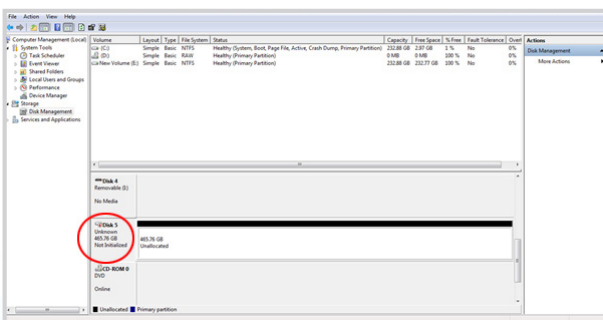 File Action View Help
Computer Management (Local)
System Tools
Task Scheduler
Event Viewer
Shared Folders
Local Users and Groups
Performance
Device Manager
Storage
Disk Management
Services and Applications
Volume Layout Type File System Status Capacity Free Space % Free Fault Tolerance Overl
(C:) Simple Basic NTFS Healthy (System, Boot, Page File, Active, Crash Dump, Primary Partition) 232.88 GB 2.97 GB 1 % No 0%
(D:) Simple Basic RAW Healthy (Primary Partition) 0 MB 0 MB 100 % No 0%
New Volume (E:) Simple Basic NTFS Healthy (Primary Partition) 232.88 GB 232.77 GB 100 % No 0%
Actions
Disk Management
More Actions
Disk 4
Removable (I:)
No Media
Disk 5
Unknown
465.76 GB
Not Initialized
465.76 GB
Unallocated
CD-ROM 0
DVD
Online
Unallocated Primary partition